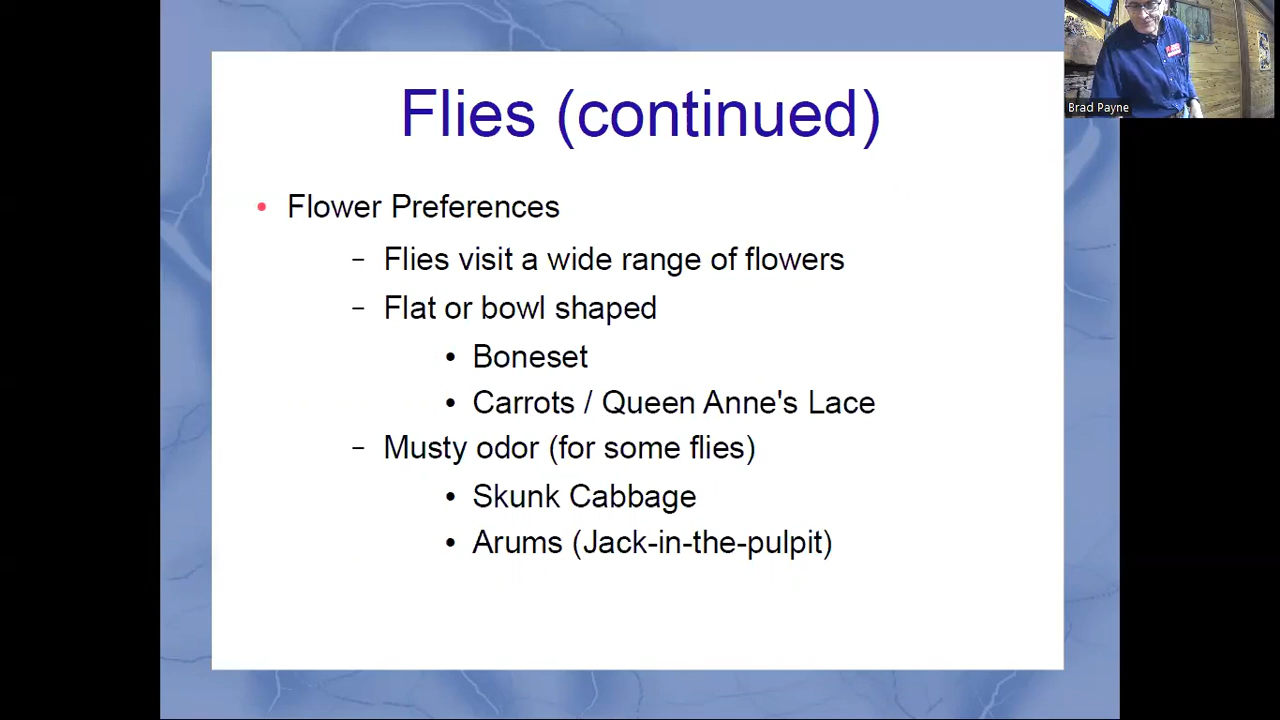 Flies (continued)
• Flower Preferences
– Flies visit a wide range of flowers
– Flat or bowl shaped
• Boneset
• Carrots / Queen Anne's Lace
– Musty odor (for some flies)
• Skunk Cabbage
• Arums (Jack-in-the-pulpit)
Brad Payne